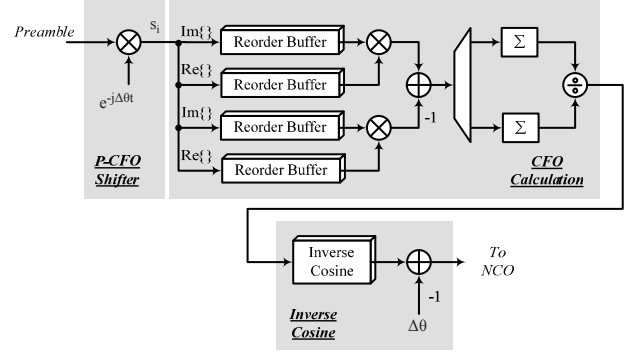 Preamble
s_i
e^{-jΔθt}
P-CFO
Shifter
Im{}
Reorder Buffer
Re{}
Reorder Buffer
Im{}
Reorder Buffer
Re{}
Reorder Buffer
-1
Σ
Σ
÷
CFO
Calculation
Inverse
Cosine
To
NCO
-1
Δθ
Inverse
Cosine